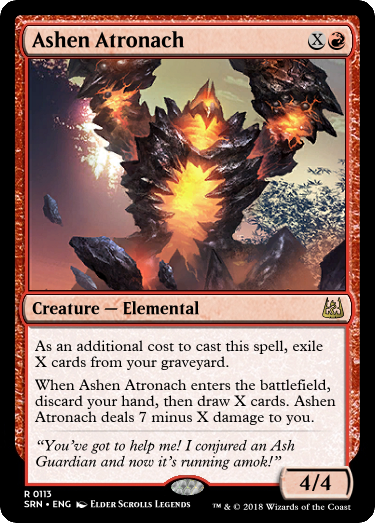 Ashen Atronach X
Creature — Elemental
As an additional cost to cast this spell, exile
X cards from your graveyard.
When Ashen Atronach enters the battlefield,
discard your hand, then draw X cards. Ashen
Atronach deals 7 minus X damage to you.
“You’ve got to help me! I conjured an Ash
Guardian and now it’s running amok!”
4/4
R 0113
SRN • ENG Elder Scrolls Legends
™ & © 2018 Wizards of the Coast